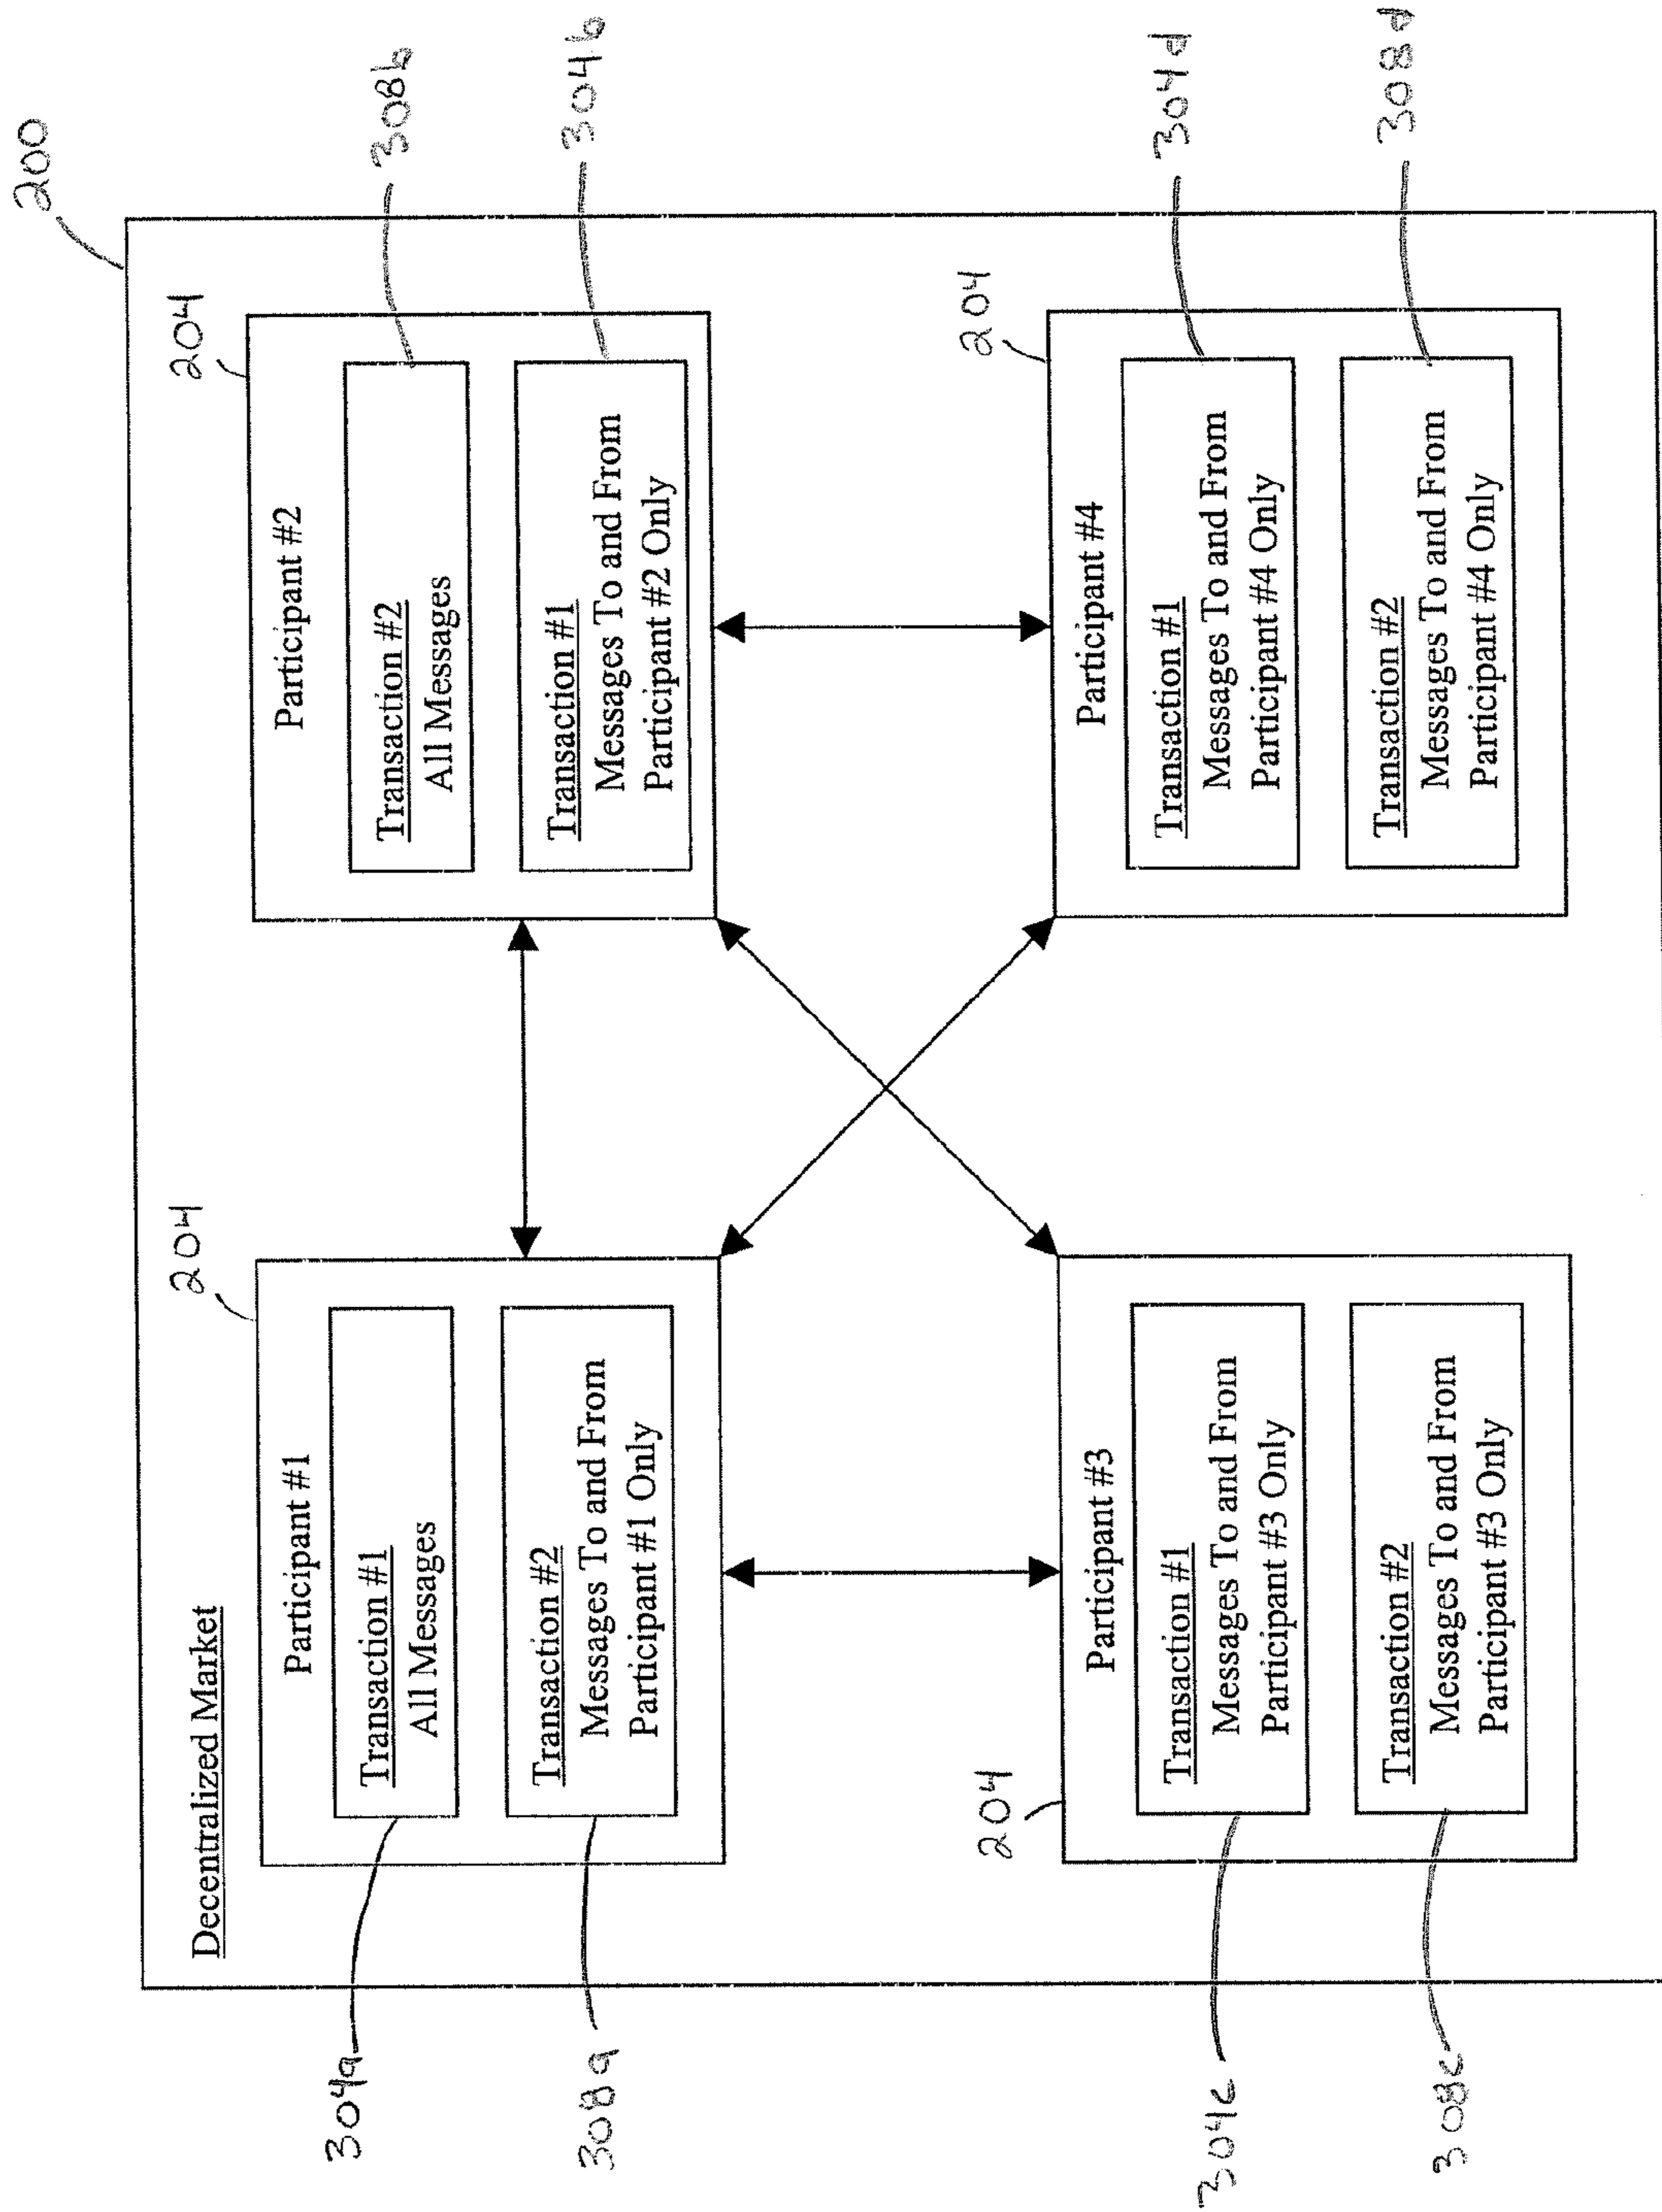 200
Decentralized Market
204
Participant #1
Transaction #1
All Messages
304a
Transaction #2
Messages To and From
Participant #1 Only
308a
204
Participant #2
Transaction #2
All Messages
308b
Transaction #1
Messages To and From
Participant #2 Only
304b
204
Participant #3
Transaction #1
Messages To and From
Participant #3 Only
304c
Transaction #2
Messages To and From
Participant #3 Only
308c
204
Participant #4
Transaction #1
Messages To and From
Participant #4 Only
304d
Transaction #2
Messages To and From
Participant #4 Only
308d